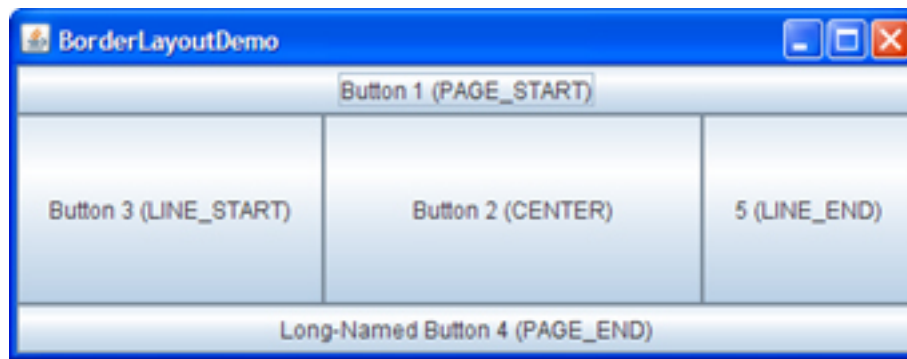 BorderLayoutDemo
Button 1 (PAGE_START)
Button 3 (LINE_START)
Button 2 (CENTER)
5 (LINE_END)
Long-Named Button 4 (PAGE_END)